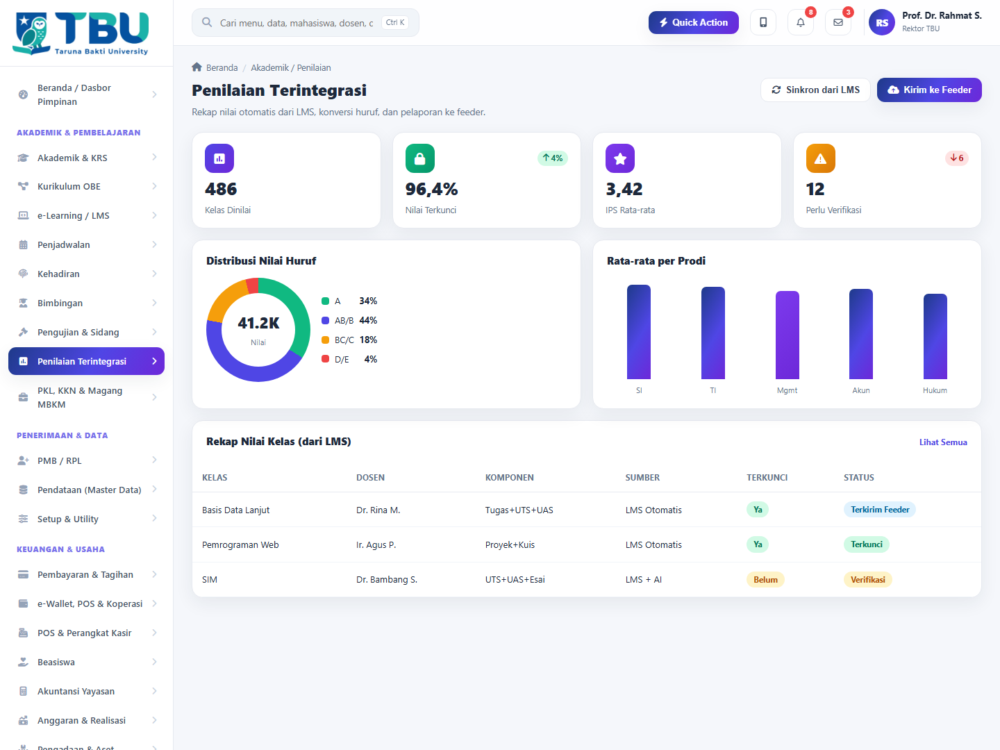 TBU
Taruna Bakti University
Cari menu, data, mahasiswa, dosen, c
Ctrl K
Quick Action
8
3
RS
Prof. Dr. Rahmat S.
Rektor TBU
Beranda / Dasbor
Pimpinan
AKADEMIK & PEMBELAJARAN
Akademik & KRS
Kurikulum OBE
e-Learning / LMS
Penjadwalan
Kehadiran
Bimbingan
Pengujian & Sidang
Penilaian Terintegrasi
PKL, KKN & Magang
MBKM
PENERIMAAN & DATA
PMB / RPL
Pendataan (Master Data)
Setup & Utility
KEUANGAN & USAHA
Pembayaran & Tagihan
e-Wallet, POS & Koperasi
POS & Perangkat Kasir
Beasiswa
Akuntansi Yayasan
Anggaran & Realisasi
Pengadaan & Aset
Beranda / Akademik / Penilaian
Penilaian Terintegrasi
Rekap nilai otomatis dari LMS, konversi huruf, dan pelaporan ke feeder.
Sinkron dari LMS
Kirim ke Feeder
486
Kelas Dinilai
4%
96,4%
Nilai Terkunci
3,42
IPS Rata-rata
6
12
Perlu Verifikasi
Distribusi Nilai Huruf
41.2K
Nilai
A 34%
AB/B 44%
BC/C 18%
D/E 4%
Rata-rata per Prodi
SI TI Mgmt Akun Hukum
Rekap Nilai Kelas (dari LMS)
Lihat Semua
KELAS DOSEN KOMPONEN SUMBER TERKUNCI STATUS
Basis Data Lanjut Dr. Rina M. Tugas+UTS+UAS LMS Otomatis Ya Terkirim Feeder
Pemrograman Web Ir. Agus P. Proyek+Kuis LMS Otomatis Ya Terkunci
SIM Dr. Bambang S. UTS+UAS+Esai LMS + AI Belum Verifikasi